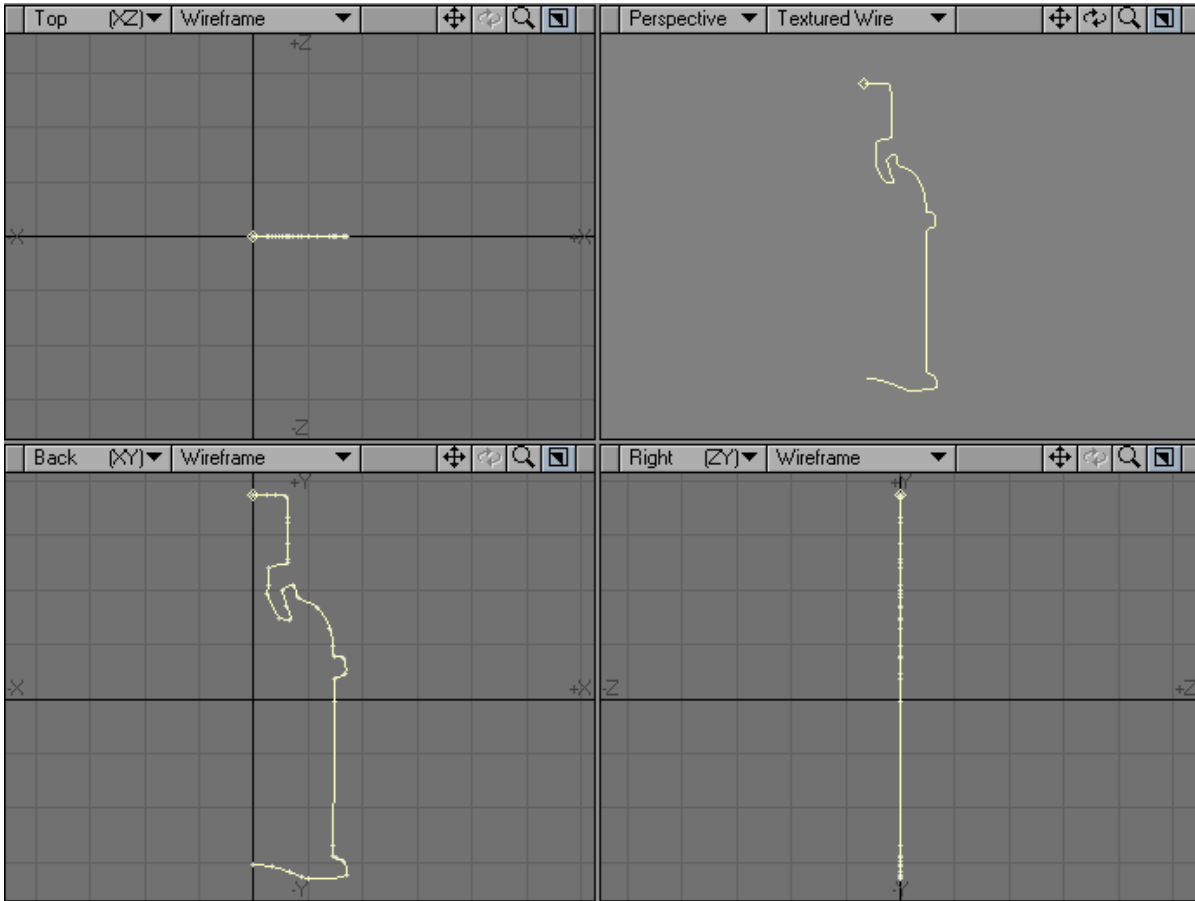 Top (XZ) Wireframe
Perspective Textured Wire
+Z
-X +X
-Z
Back (XY) Wireframe
Right (ZY) Wireframe
+Y +Y
-X +X -Z +Z
-Y -Y